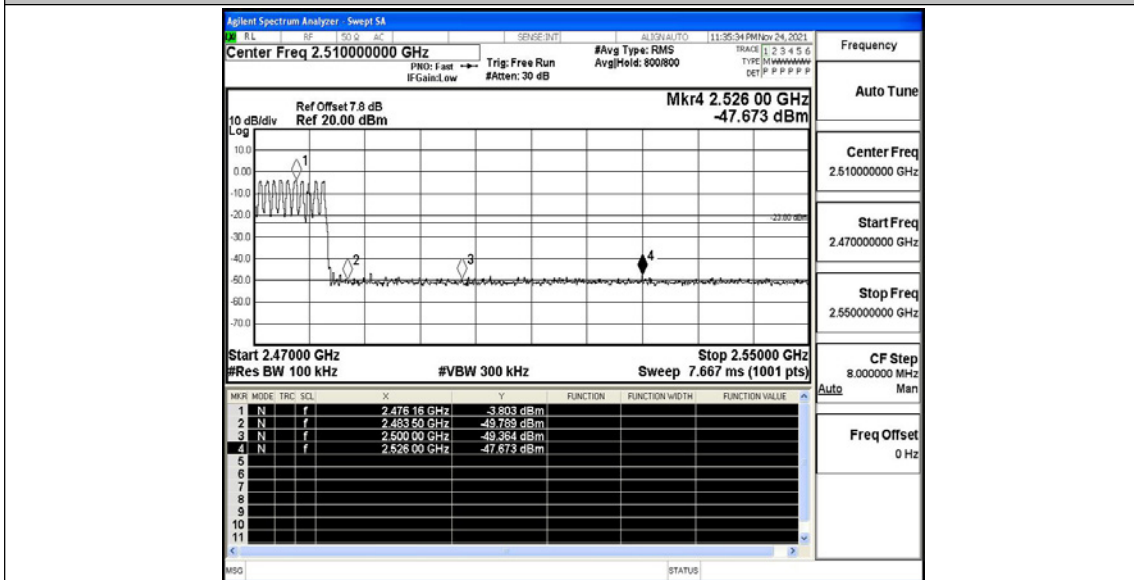 Agilent Spectrum Analyzer - Swept SA
RL RF 50 Ω AC SENSE:INT ALIGNAUTO 11:35:34 PM Nov 24, 2021
Center Freq 2.510000000 GHz
PNO: Fast
IFGain:Low
Trig: Free Run
#Atten: 30 dB
#Avg Type: RMS
Avg|Hold: 800/800
TRACE 1 2 3 4 5 6
TYPE M WWWWW
DET P P P P P P
Ref Offset 7.8 dB
10 dB/div Ref 20.00 dBm
Log
Mkr4 2.526 00 GHz
-47.673 dBm
10.0
0.00
-10.0
-20.0
-30.0
-40.0
-50.0
-60.0
-70.0
1
2
3
4
-23.80 dBm
Start 2.47000 GHz
Stop 2.55000 GHz
#Res BW 100 kHz
#VBW 300 kHz
Sweep 7.667 ms (1001 pts)
MKR MODE TRC SCL X Y FUNCTION FUNCTION WIDTH FUNCTION VALUE
1 N f 2.476 16 GHz -3.803 dBm
2 N f 2.483 50 GHz -49.789 dBm
3 N f 2.500 00 GHz -49.364 dBm
4 N f 2.526 00 GHz -47.673 dBm
5
6
7
8
9
10
11
MSG
STATUS
Frequency
Auto Tune
Center Freq
2.510000000 GHz
Start Freq
2.470000000 GHz
Stop Freq
2.550000000 GHz
CF Step
8.000000 MHz
Auto Man
Freq Offset
0 Hz